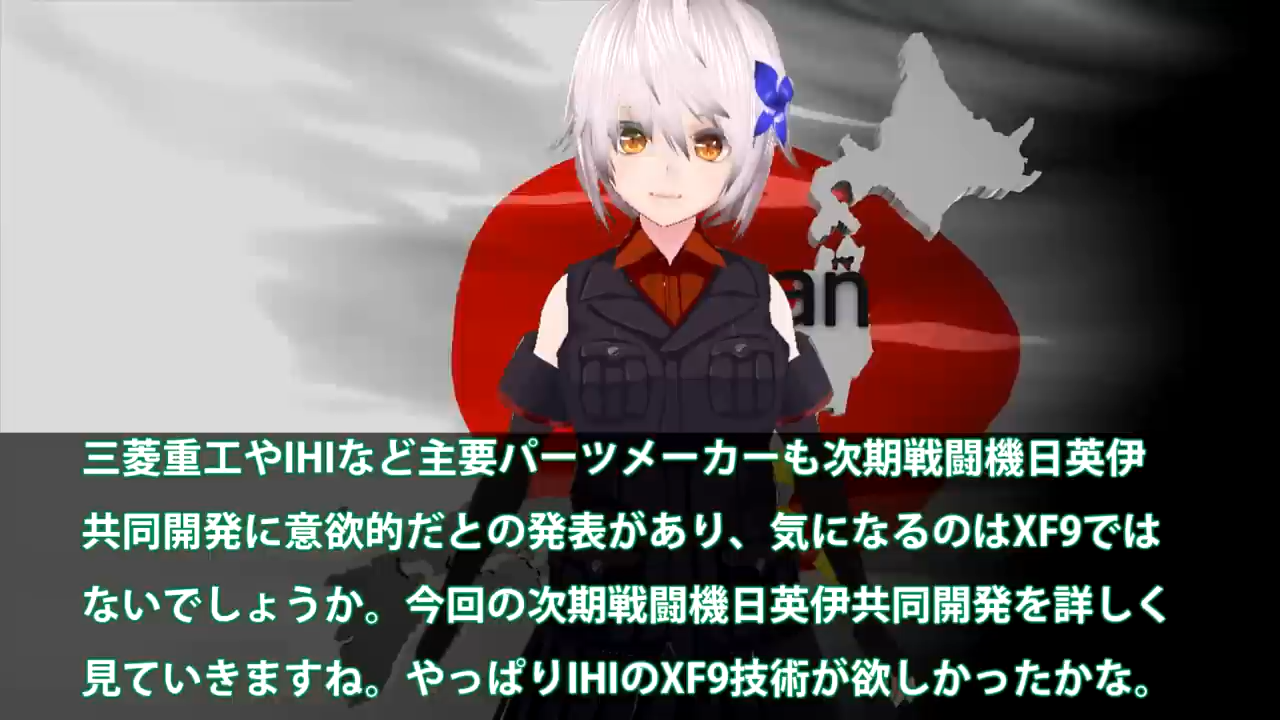 an
三菱重工やIHIなど主要パーツメーカーも次期戦闘機日英伊
共同開発に意欲的だとの発表があり、気になるのはXF9では
ないでしょうか。今回の次期戦闘機日英伊共同開発を詳しく
見ていきますね。やっぱりIHIのXF9技術が欲しかったかな。